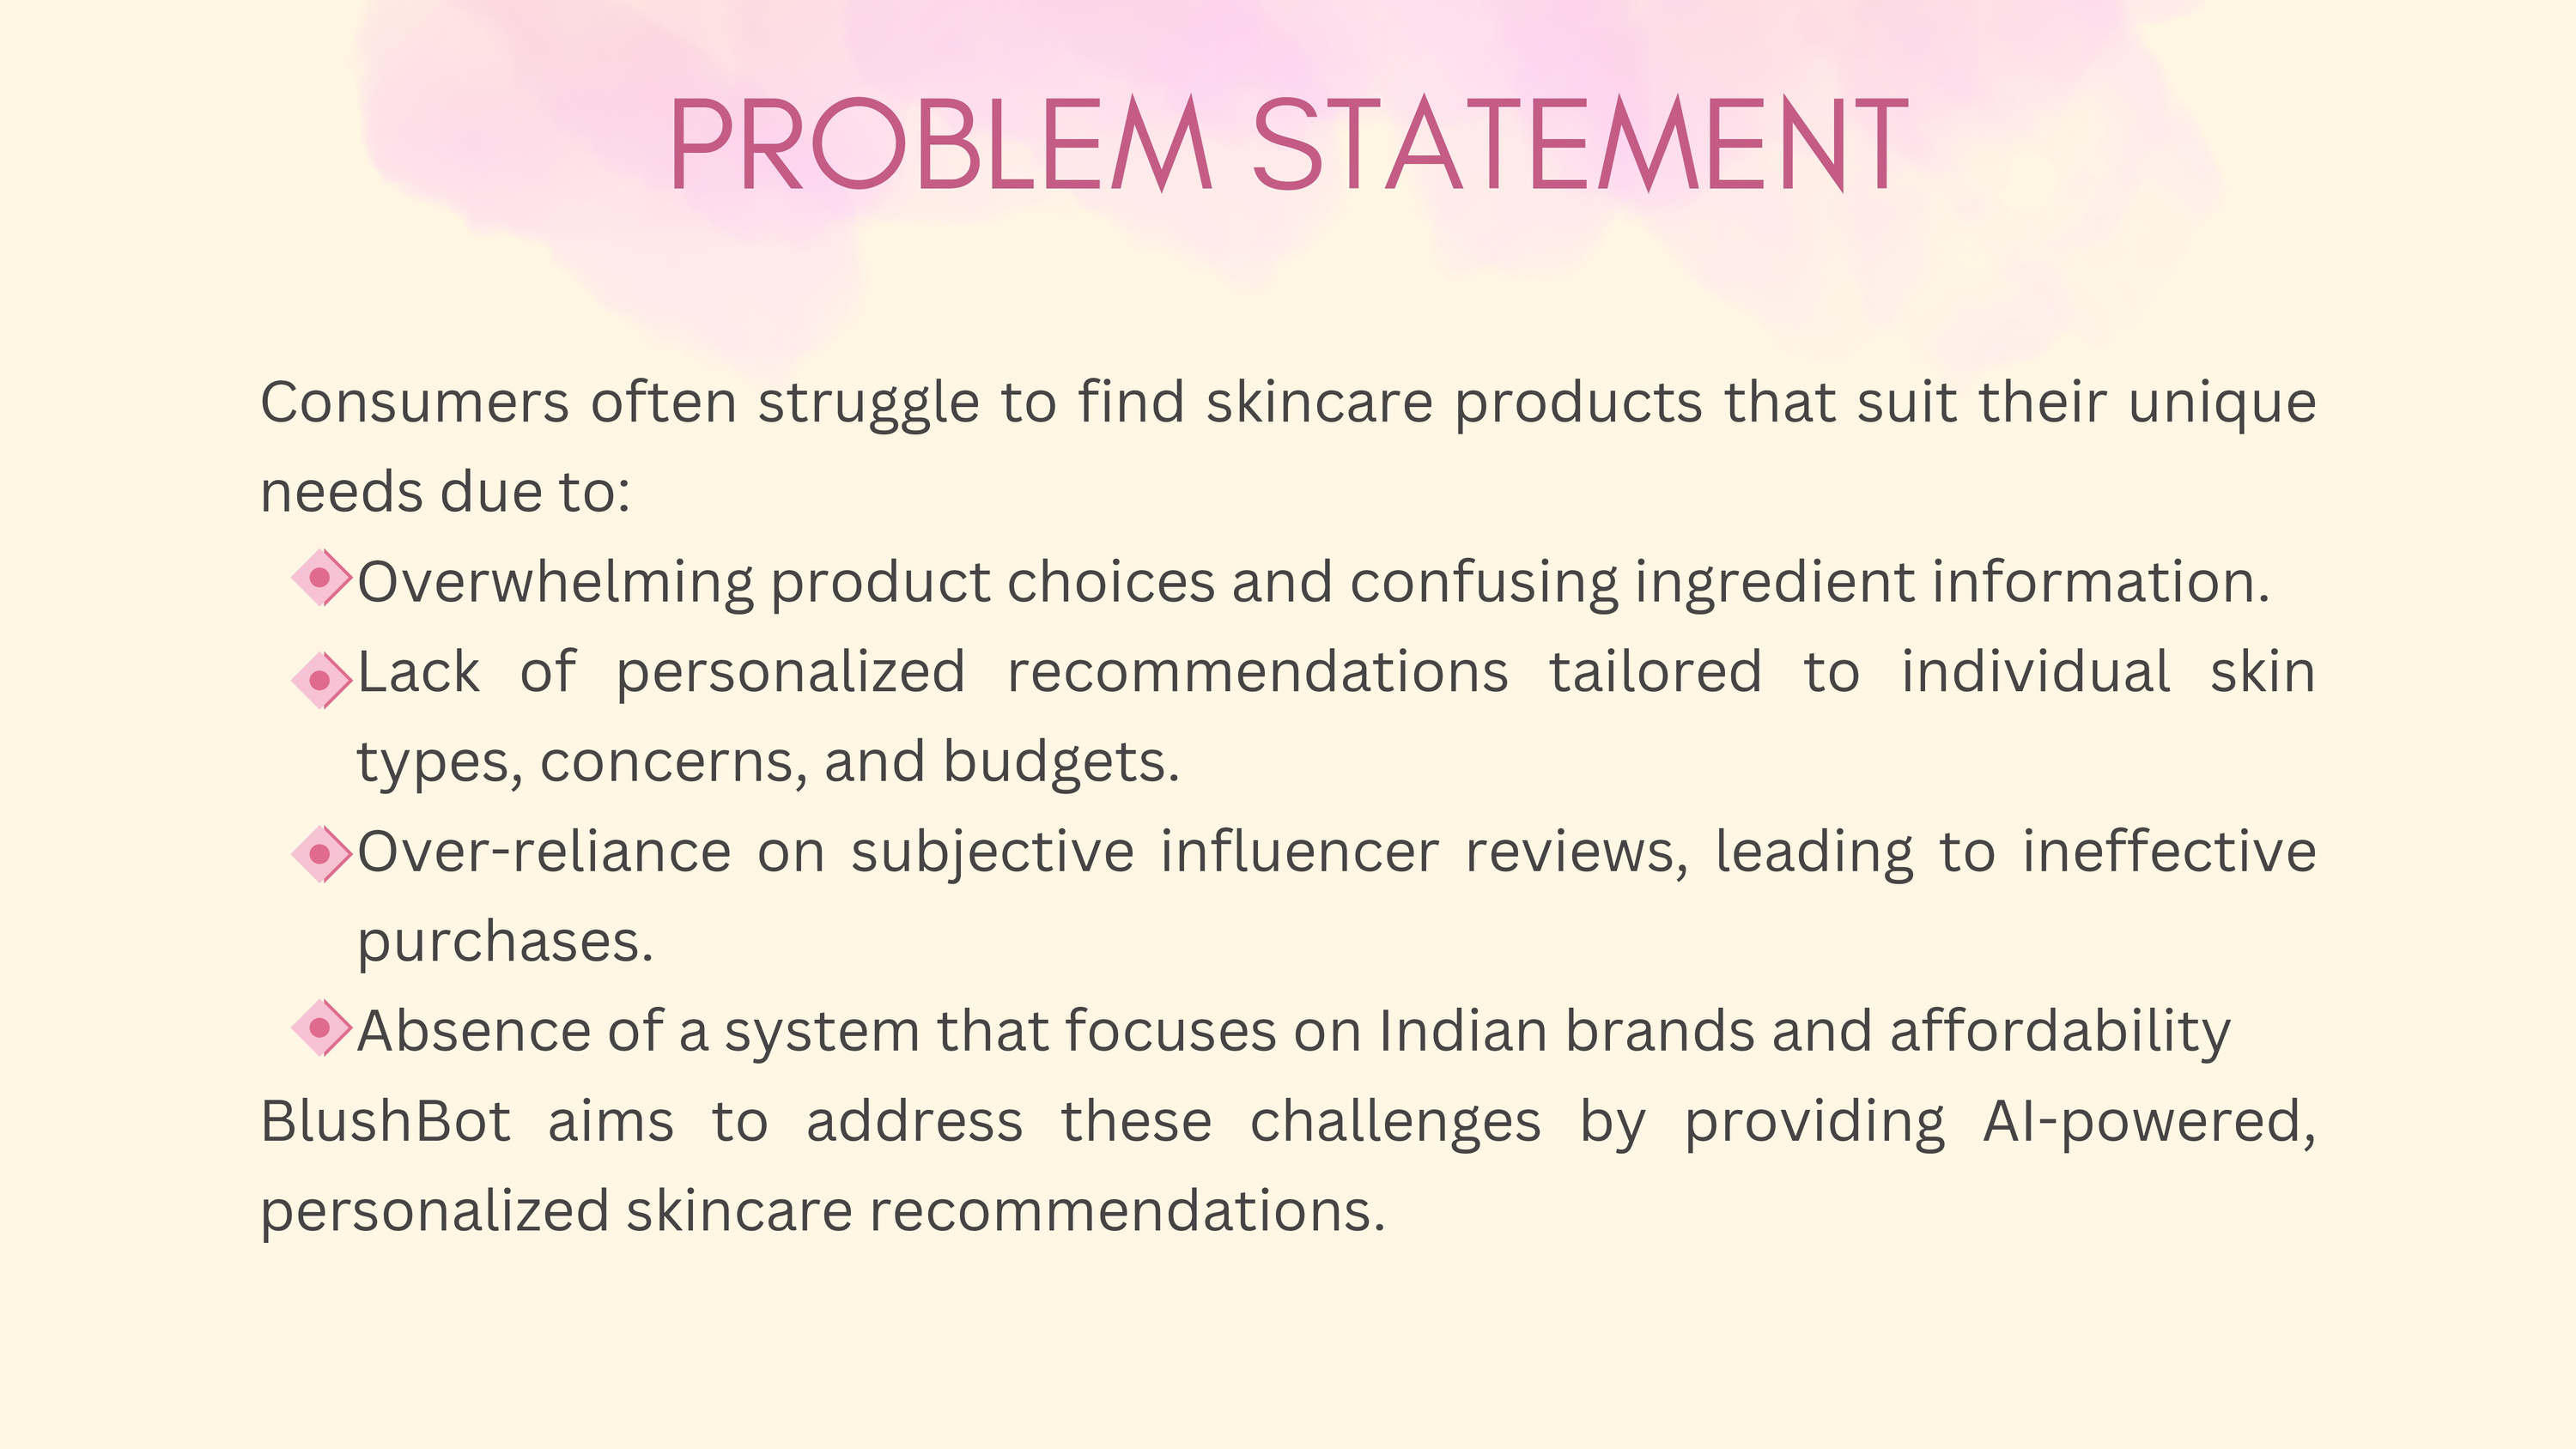 PROBLEM STATEMENT
Consumers often struggle to find skincare products that suit their unique
needs due to:
Overwhelming product choices and confusing ingredient information.
Lack of personalized recommendations tailored to individual skin
types, concerns, and budgets.
Over-reliance on subjective influencer reviews, leading to ineffective
purchases.
Absence of a system that focuses on Indian brands and affordability
BlushBot aims to address these challenges by providing AI-powered,
personalized skincare recommendations.